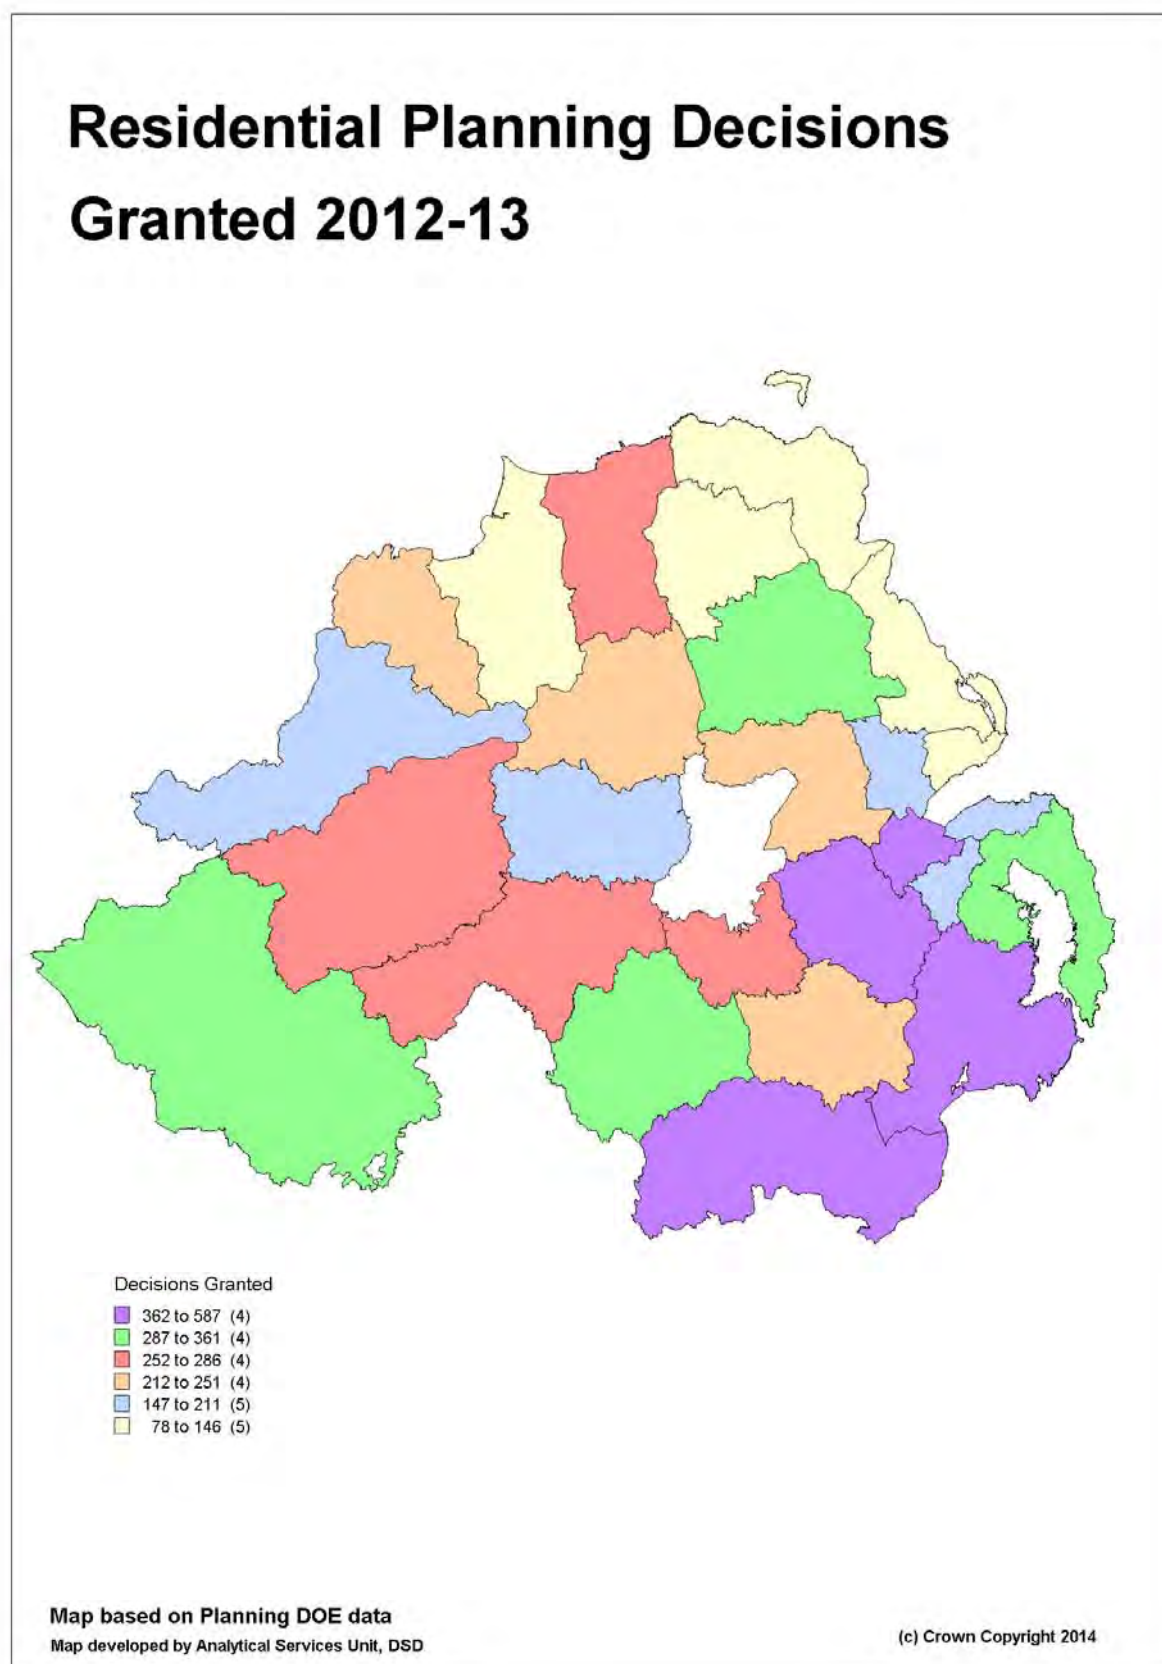 Residential Planning Decisions
Granted 2012-13
Decisions Granted
362 to 587 (4)
287 to 361 (4)
252 to 286 (4)
212 to 251 (4)
147 to 211 (5)
78 to 146 (5)
Map based on Planning DOE data
Map developed by Analytical Services Unit, DSD
(c) Crown Copyright 2014